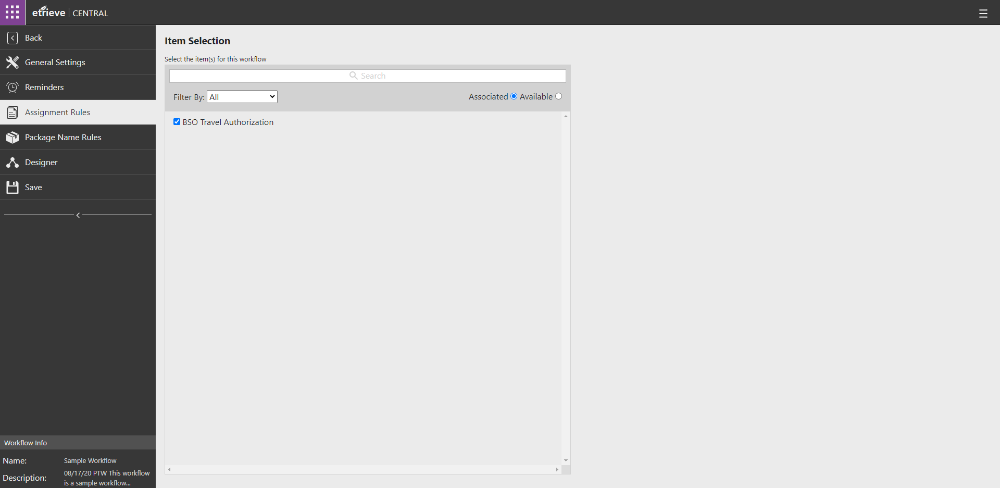 etrieve | CENTRAL
Back
General Settings
Reminders
Assignment Rules
Package Name Rules
Designer
Save
Workflow Info
Name: Sample Workflow
Description: 08/17/20 PTW This workflow
is a sample workflow...
Item Selection
Select the item(s) for this workflow
Search
Filter By: All Associated Available
BSO Travel Authorization